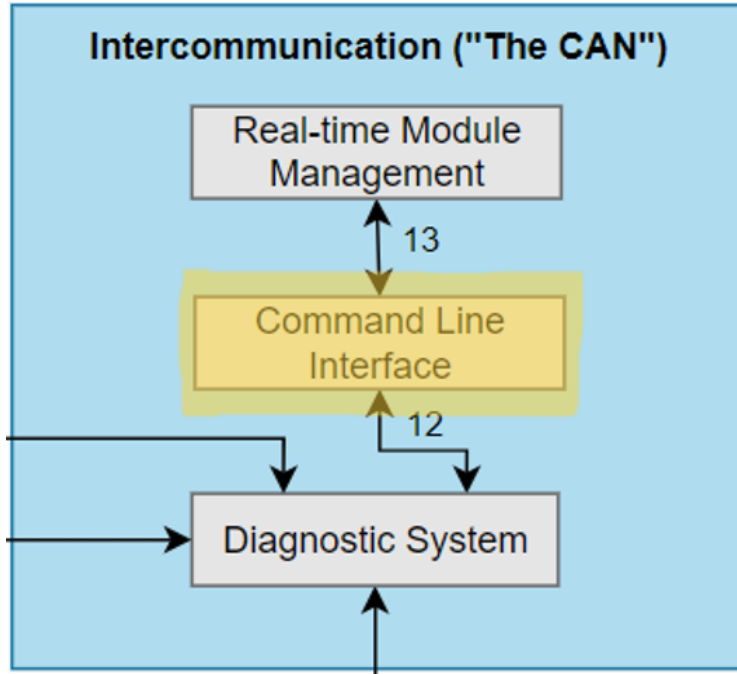 Intercommunication ("The CAN")
Real-time Module
Management
13
Command Line
Interface
12
Diagnostic System